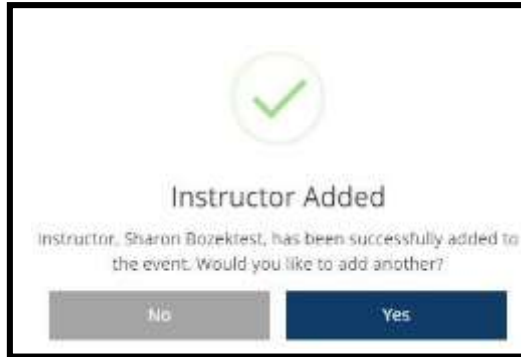 Instructor Added
Instructor, Sharon Bozektest, has been successfully added to
the event. Would you like to add another?
No
Yes